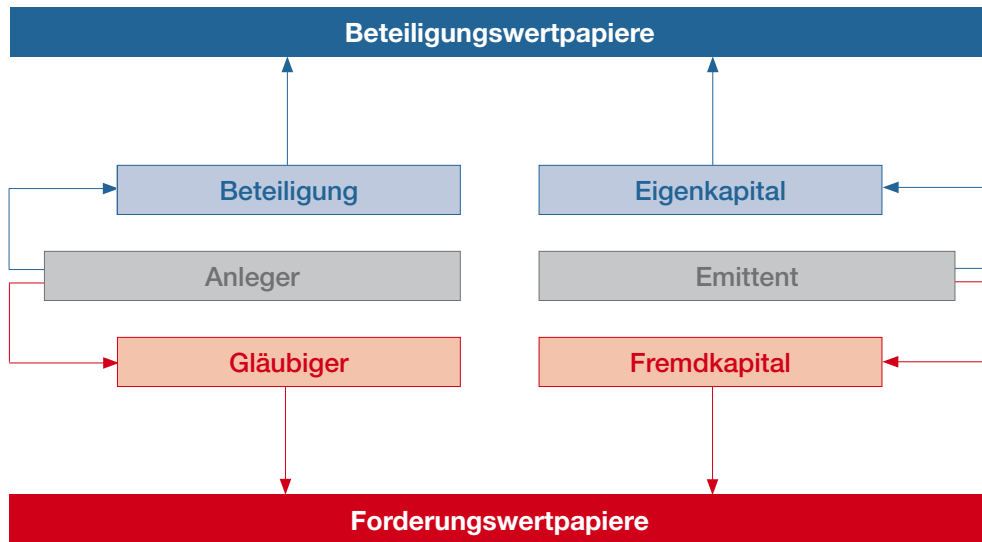 Beteiligungswertpapiere
Beteiligung
Eigenkapital
Anleger
Emittent
Gläubiger
Fremdkapital
Forderungswertpapiere